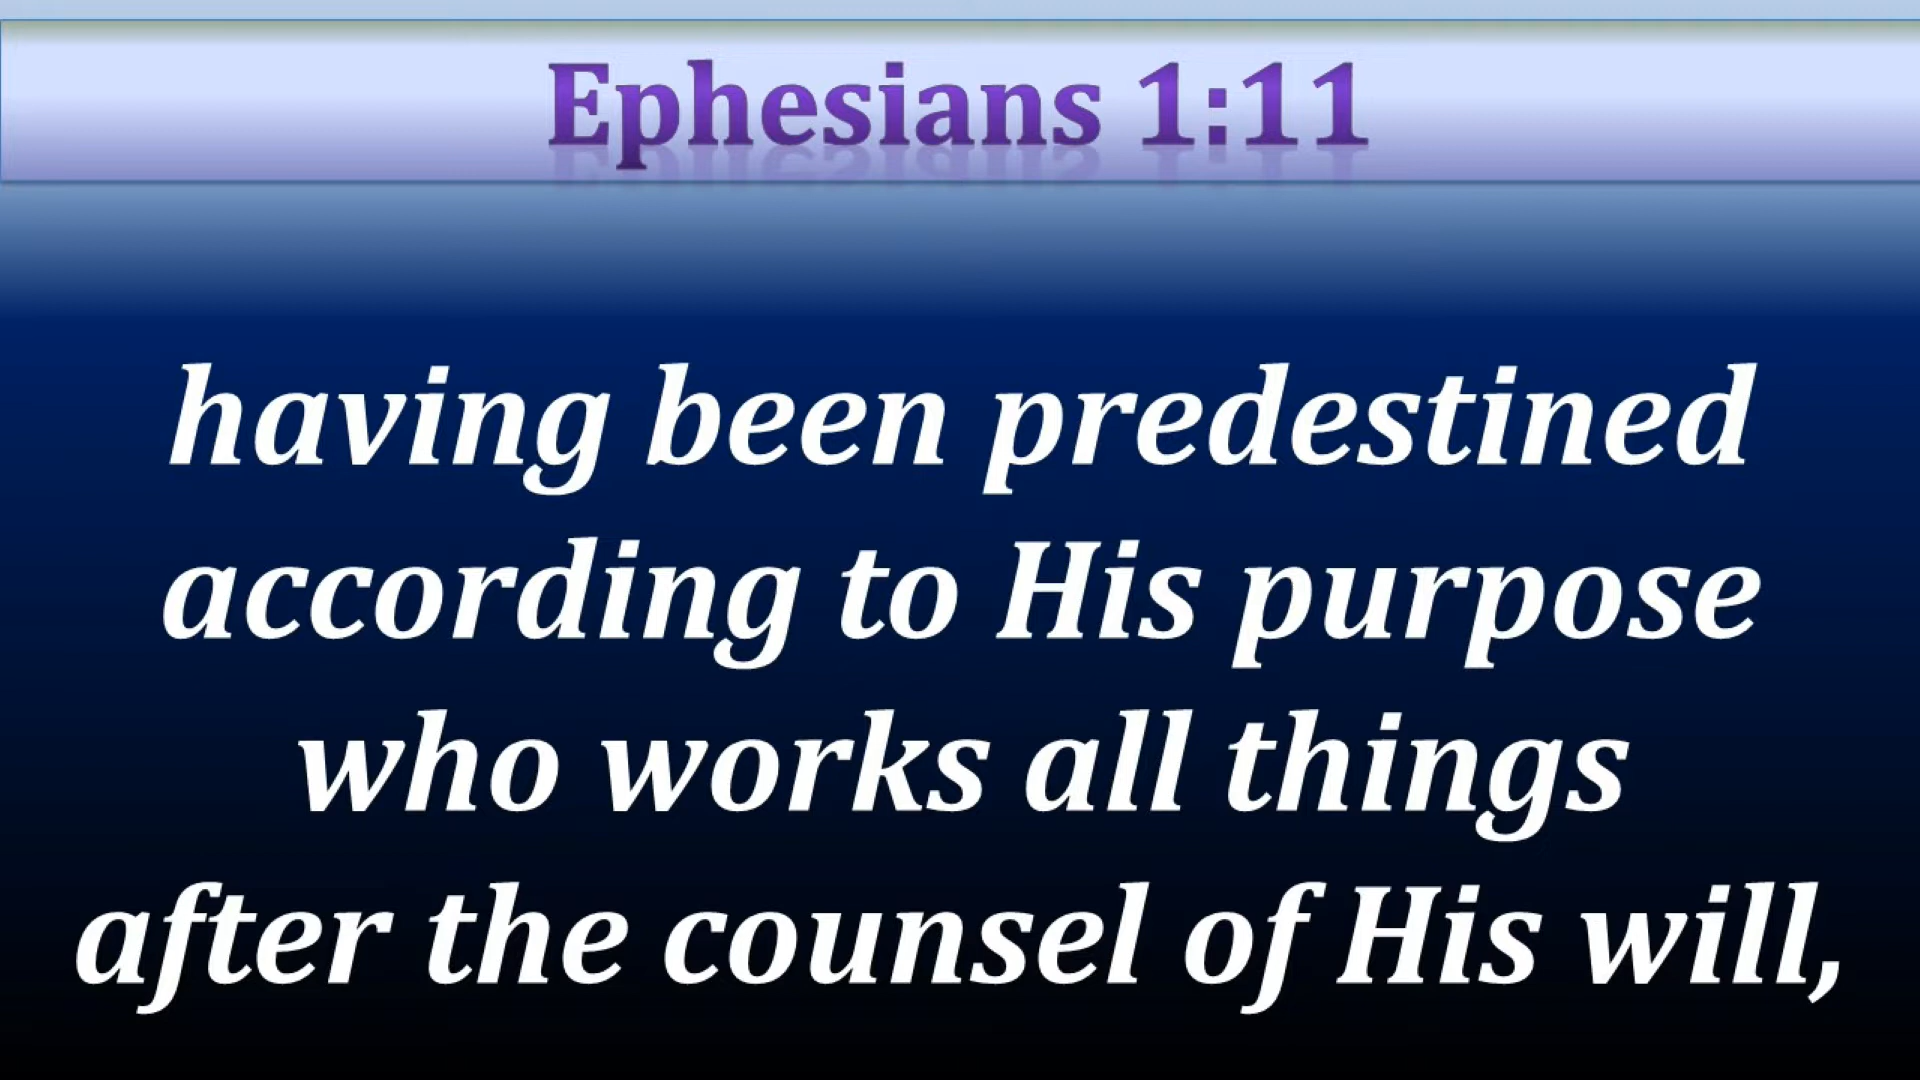 Ephesians 1:11
having been predestined
according to His purpose
who works all things
after the counsel of His will,